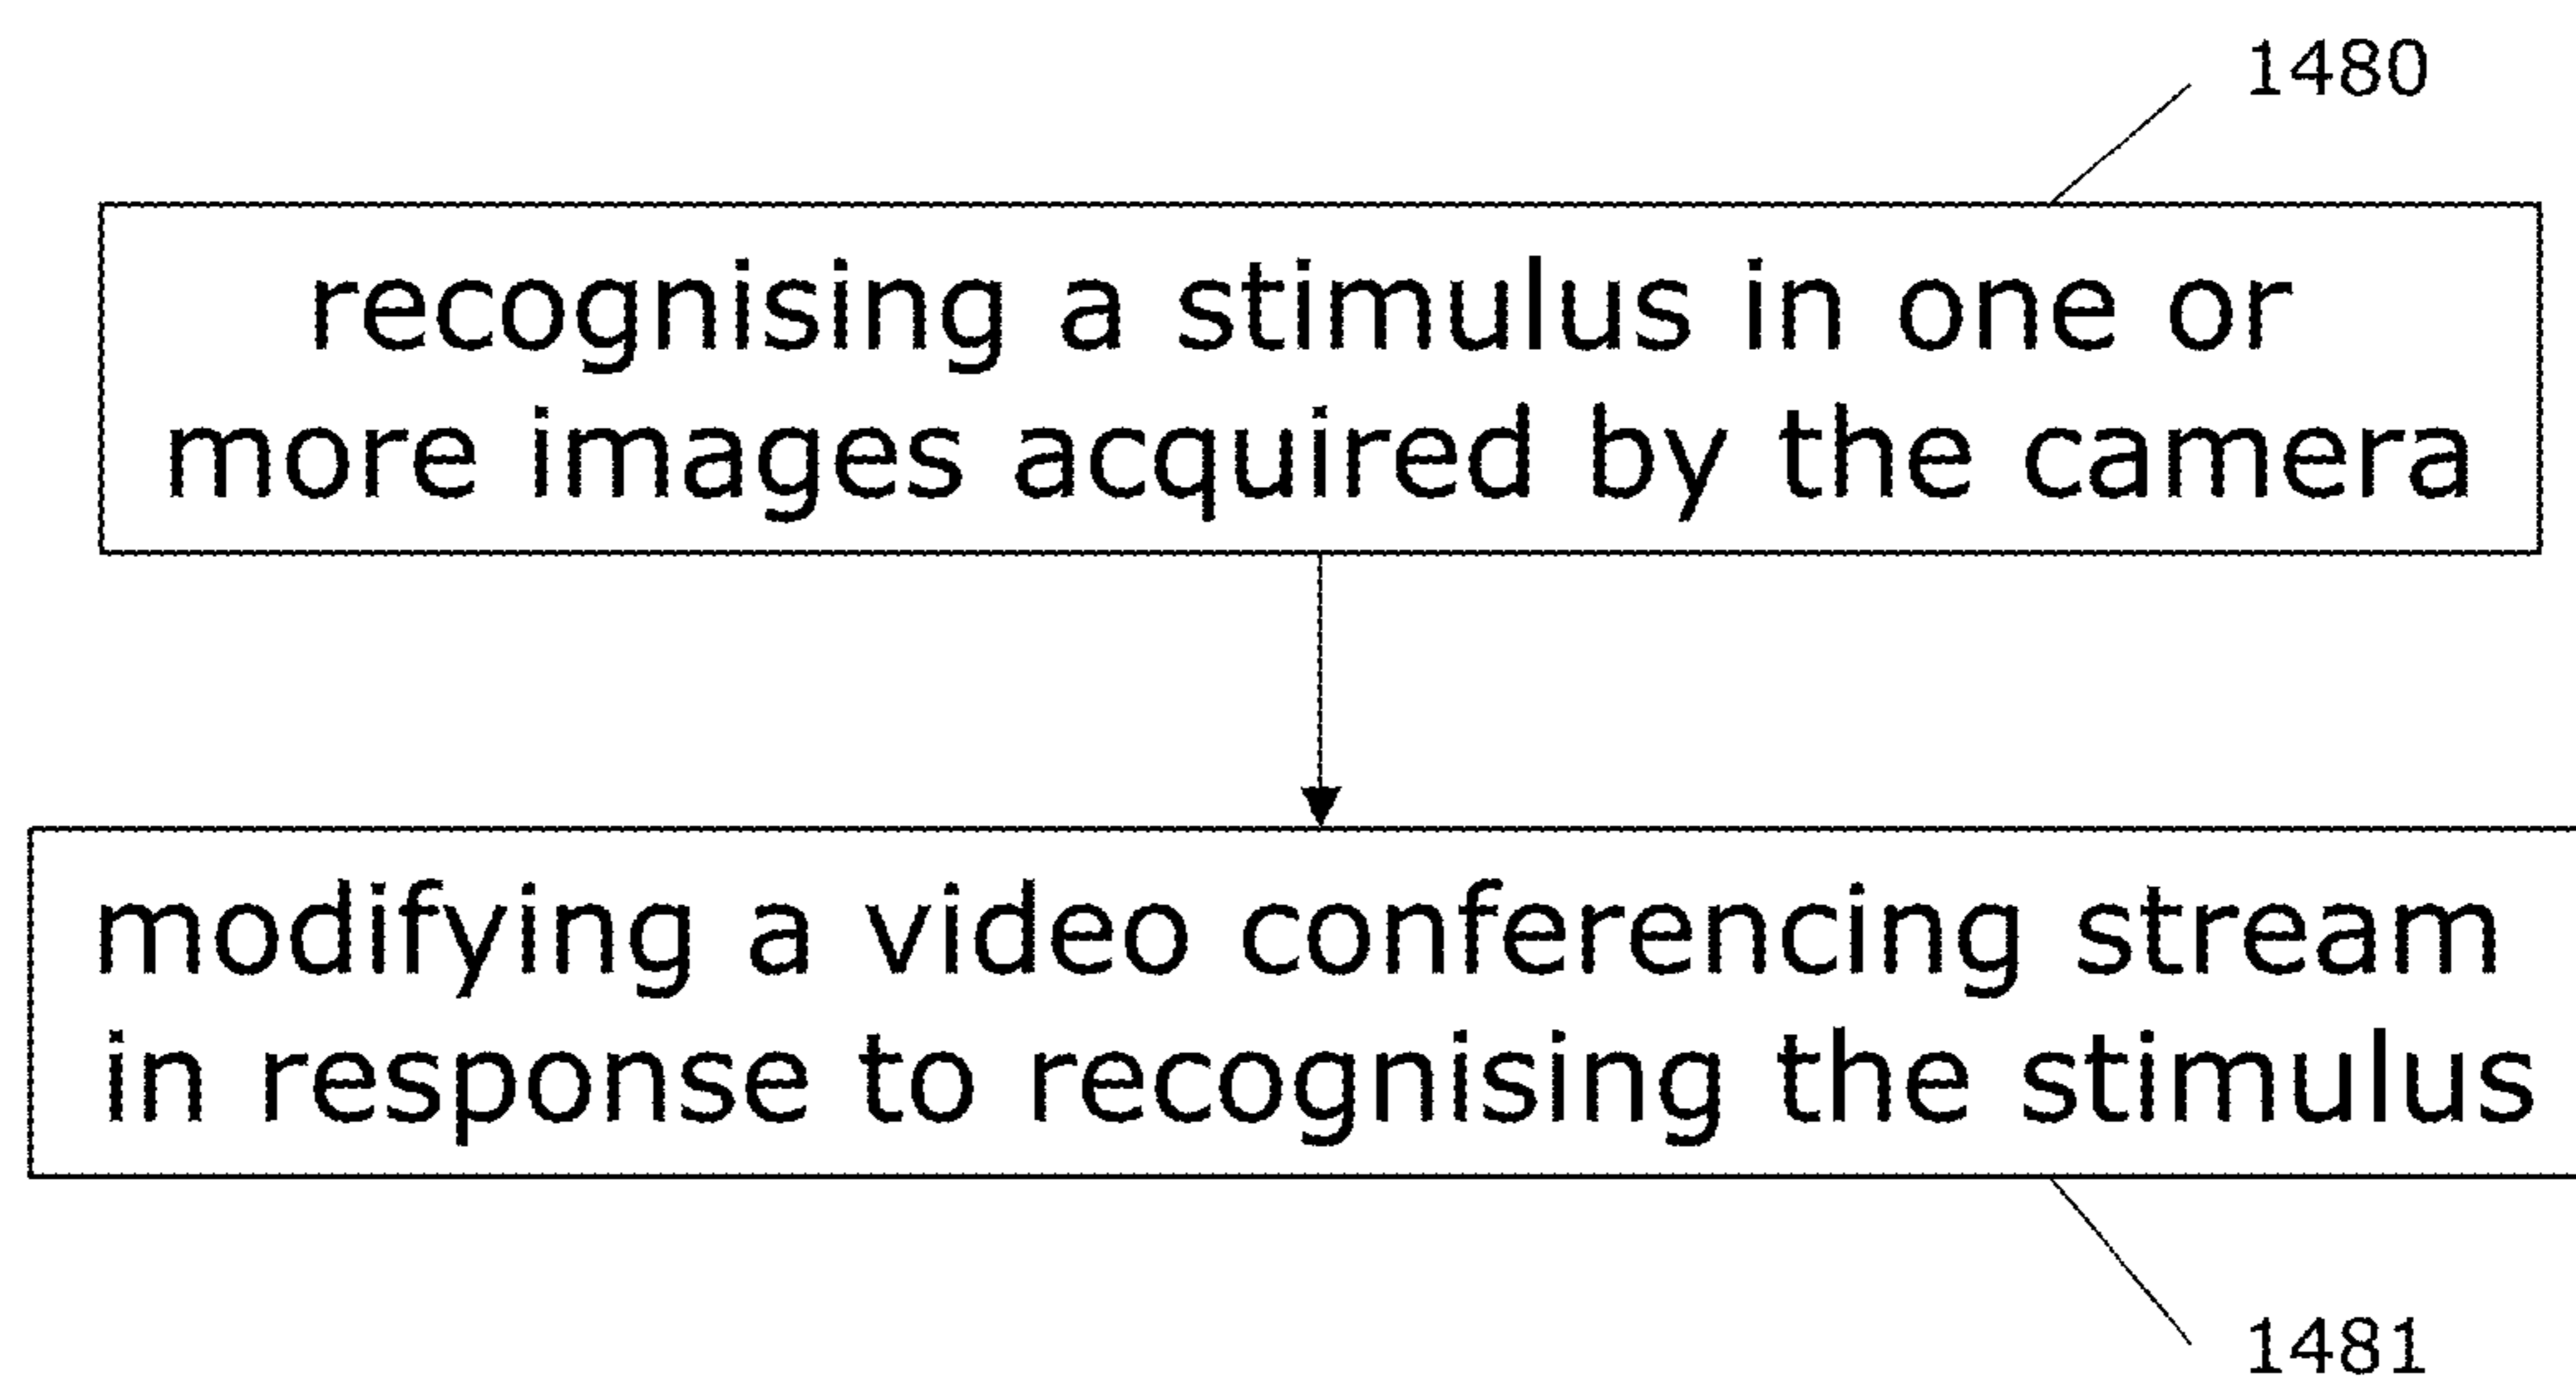 1480
recognising a stimulus in one or
more images acquired by the camera
modifying a video conferencing stream
in response to recognising the stimulus
1481